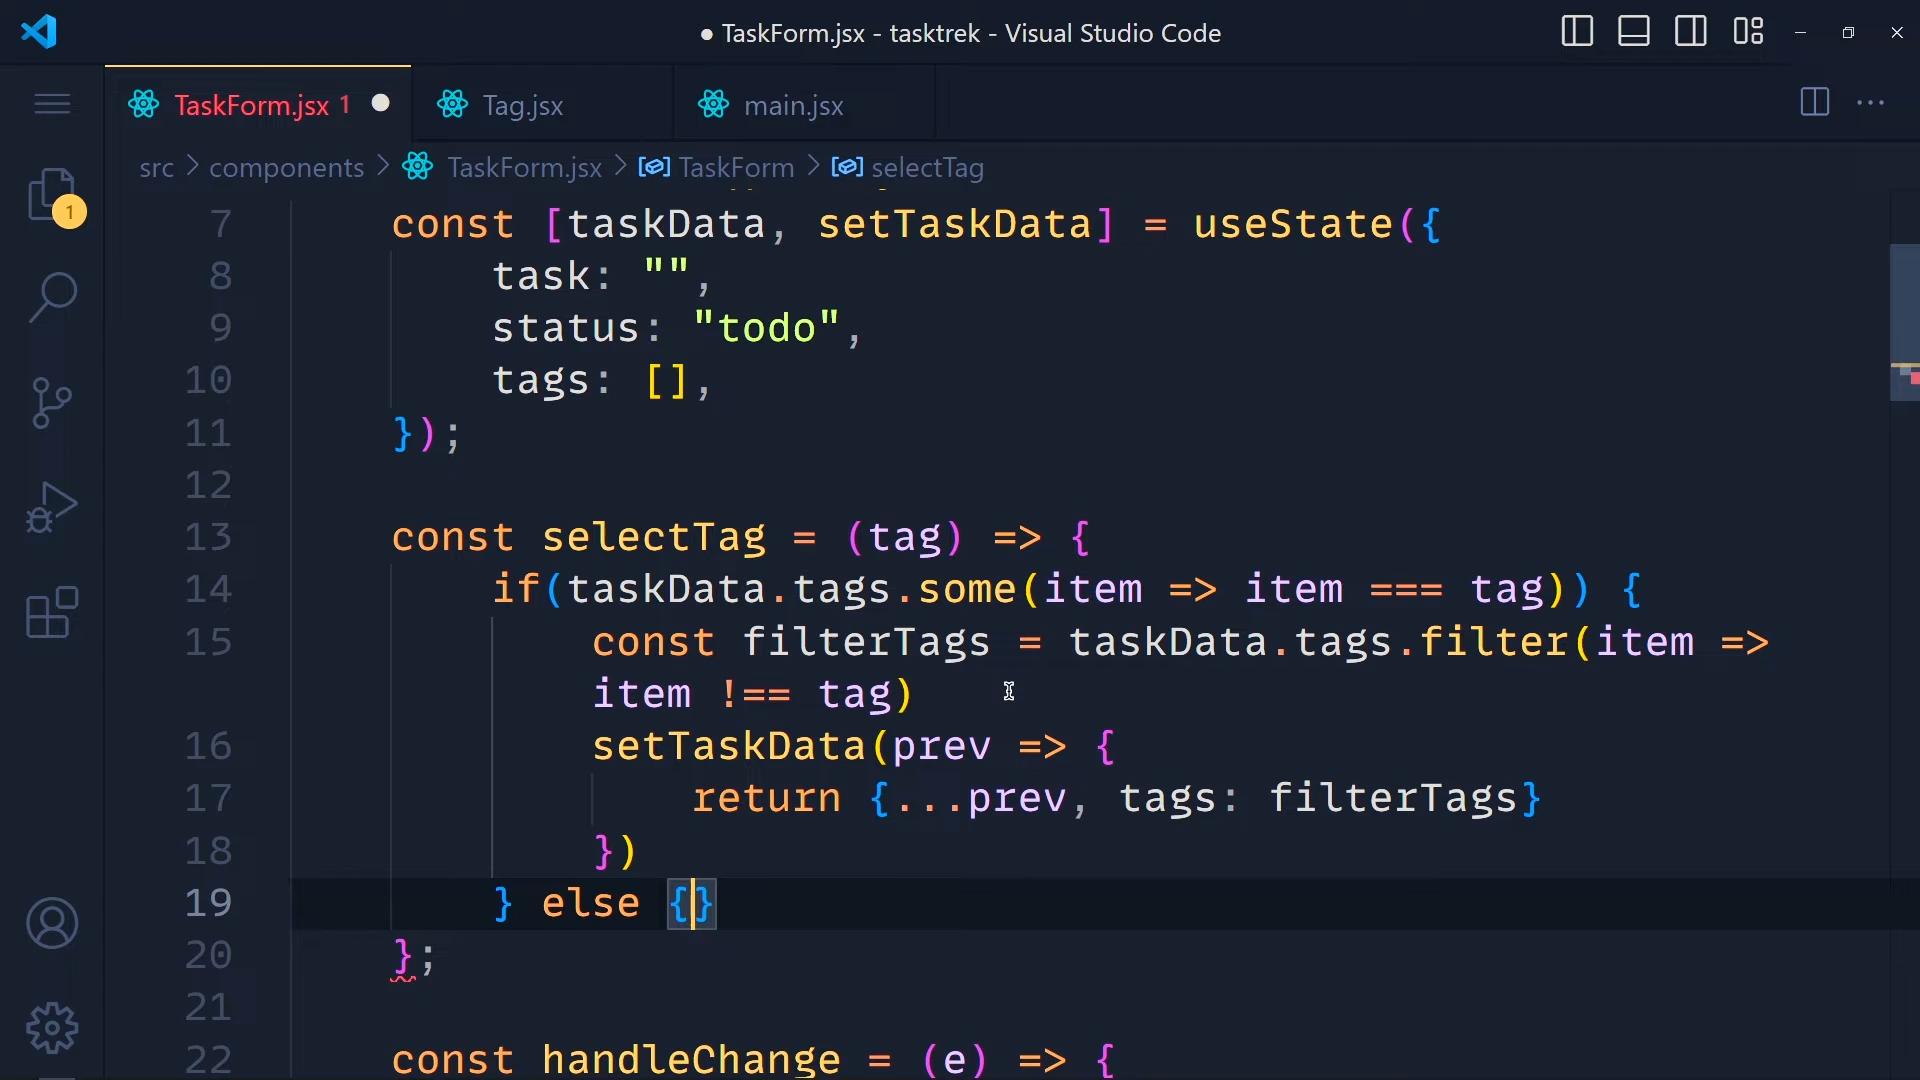 TaskForm.jsx - tasktrek - Visual Studio Code
TaskForm.jsx 1 Tag.jsx main.jsx
src > components > TaskForm.jsx > TaskForm > selectTag
1
7 const [taskData, setTaskData] = useState({
8 task: "",
9 status: "todo",
10 tags: [],
11 });
12
13 const selectTag = (tag) => {
14 if(taskData.tags.some(item => item === tag)) {
15 const filterTags = taskData.tags.filter(item =>
item !== tag)
16 setTaskData(prev => {
17 return {...prev, tags: filterTags}
18 })
19 } else {}
20 };
21
22 const handleChange = (e) => {